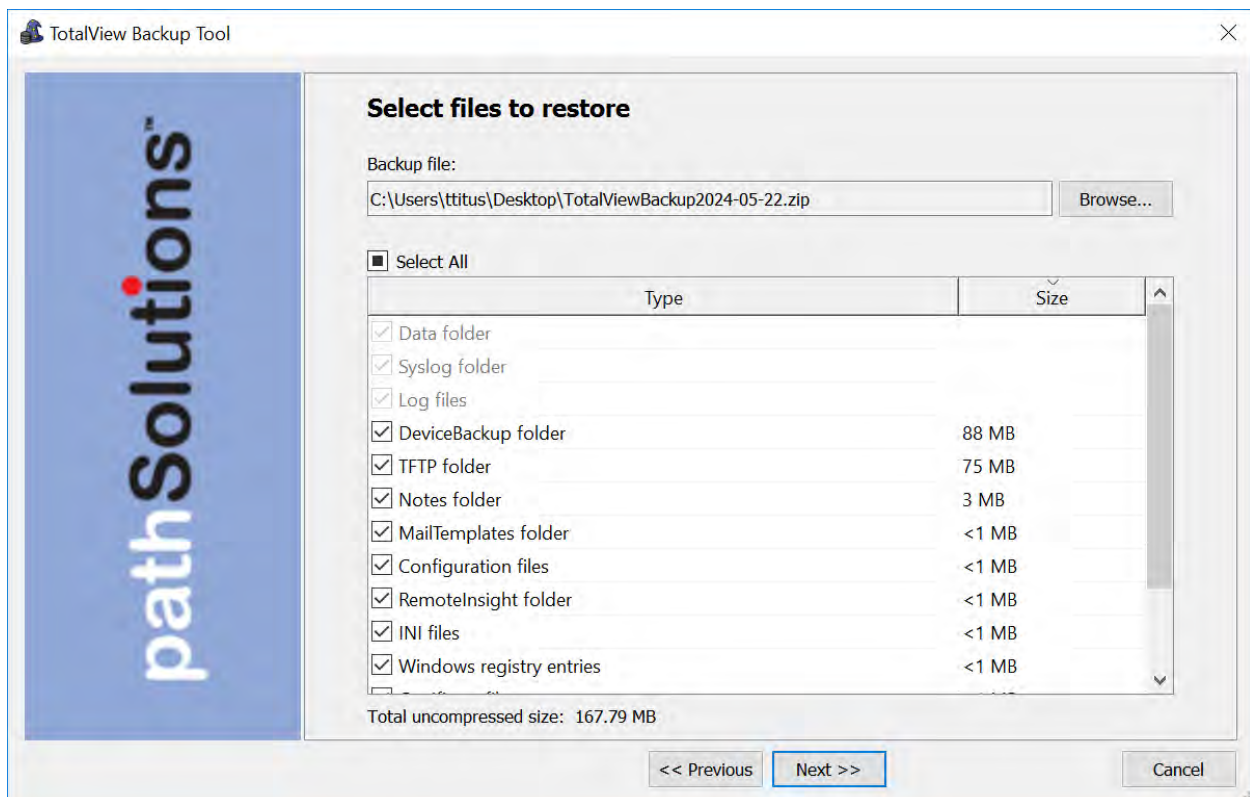 TotalView Backup Tool
pathSolutions™
Select files to restore
Backup file:
C:\Users\ttitus\Desktop\TotalViewBackup2024-05-22.zip
Browse...
Select All
Type Size
Data folder
Syslog folder
Log files
DeviceBackup folder 88 MB
TFTP folder 75 MB
Notes folder 3 MB
MailTemplates folder <1 MB
Configuration files <1 MB
RemoteInsight folder <1 MB
INI files <1 MB
Windows registry entries <1 MB
Total uncompressed size: 167.79 MB
<< Previous Next >> Cancel